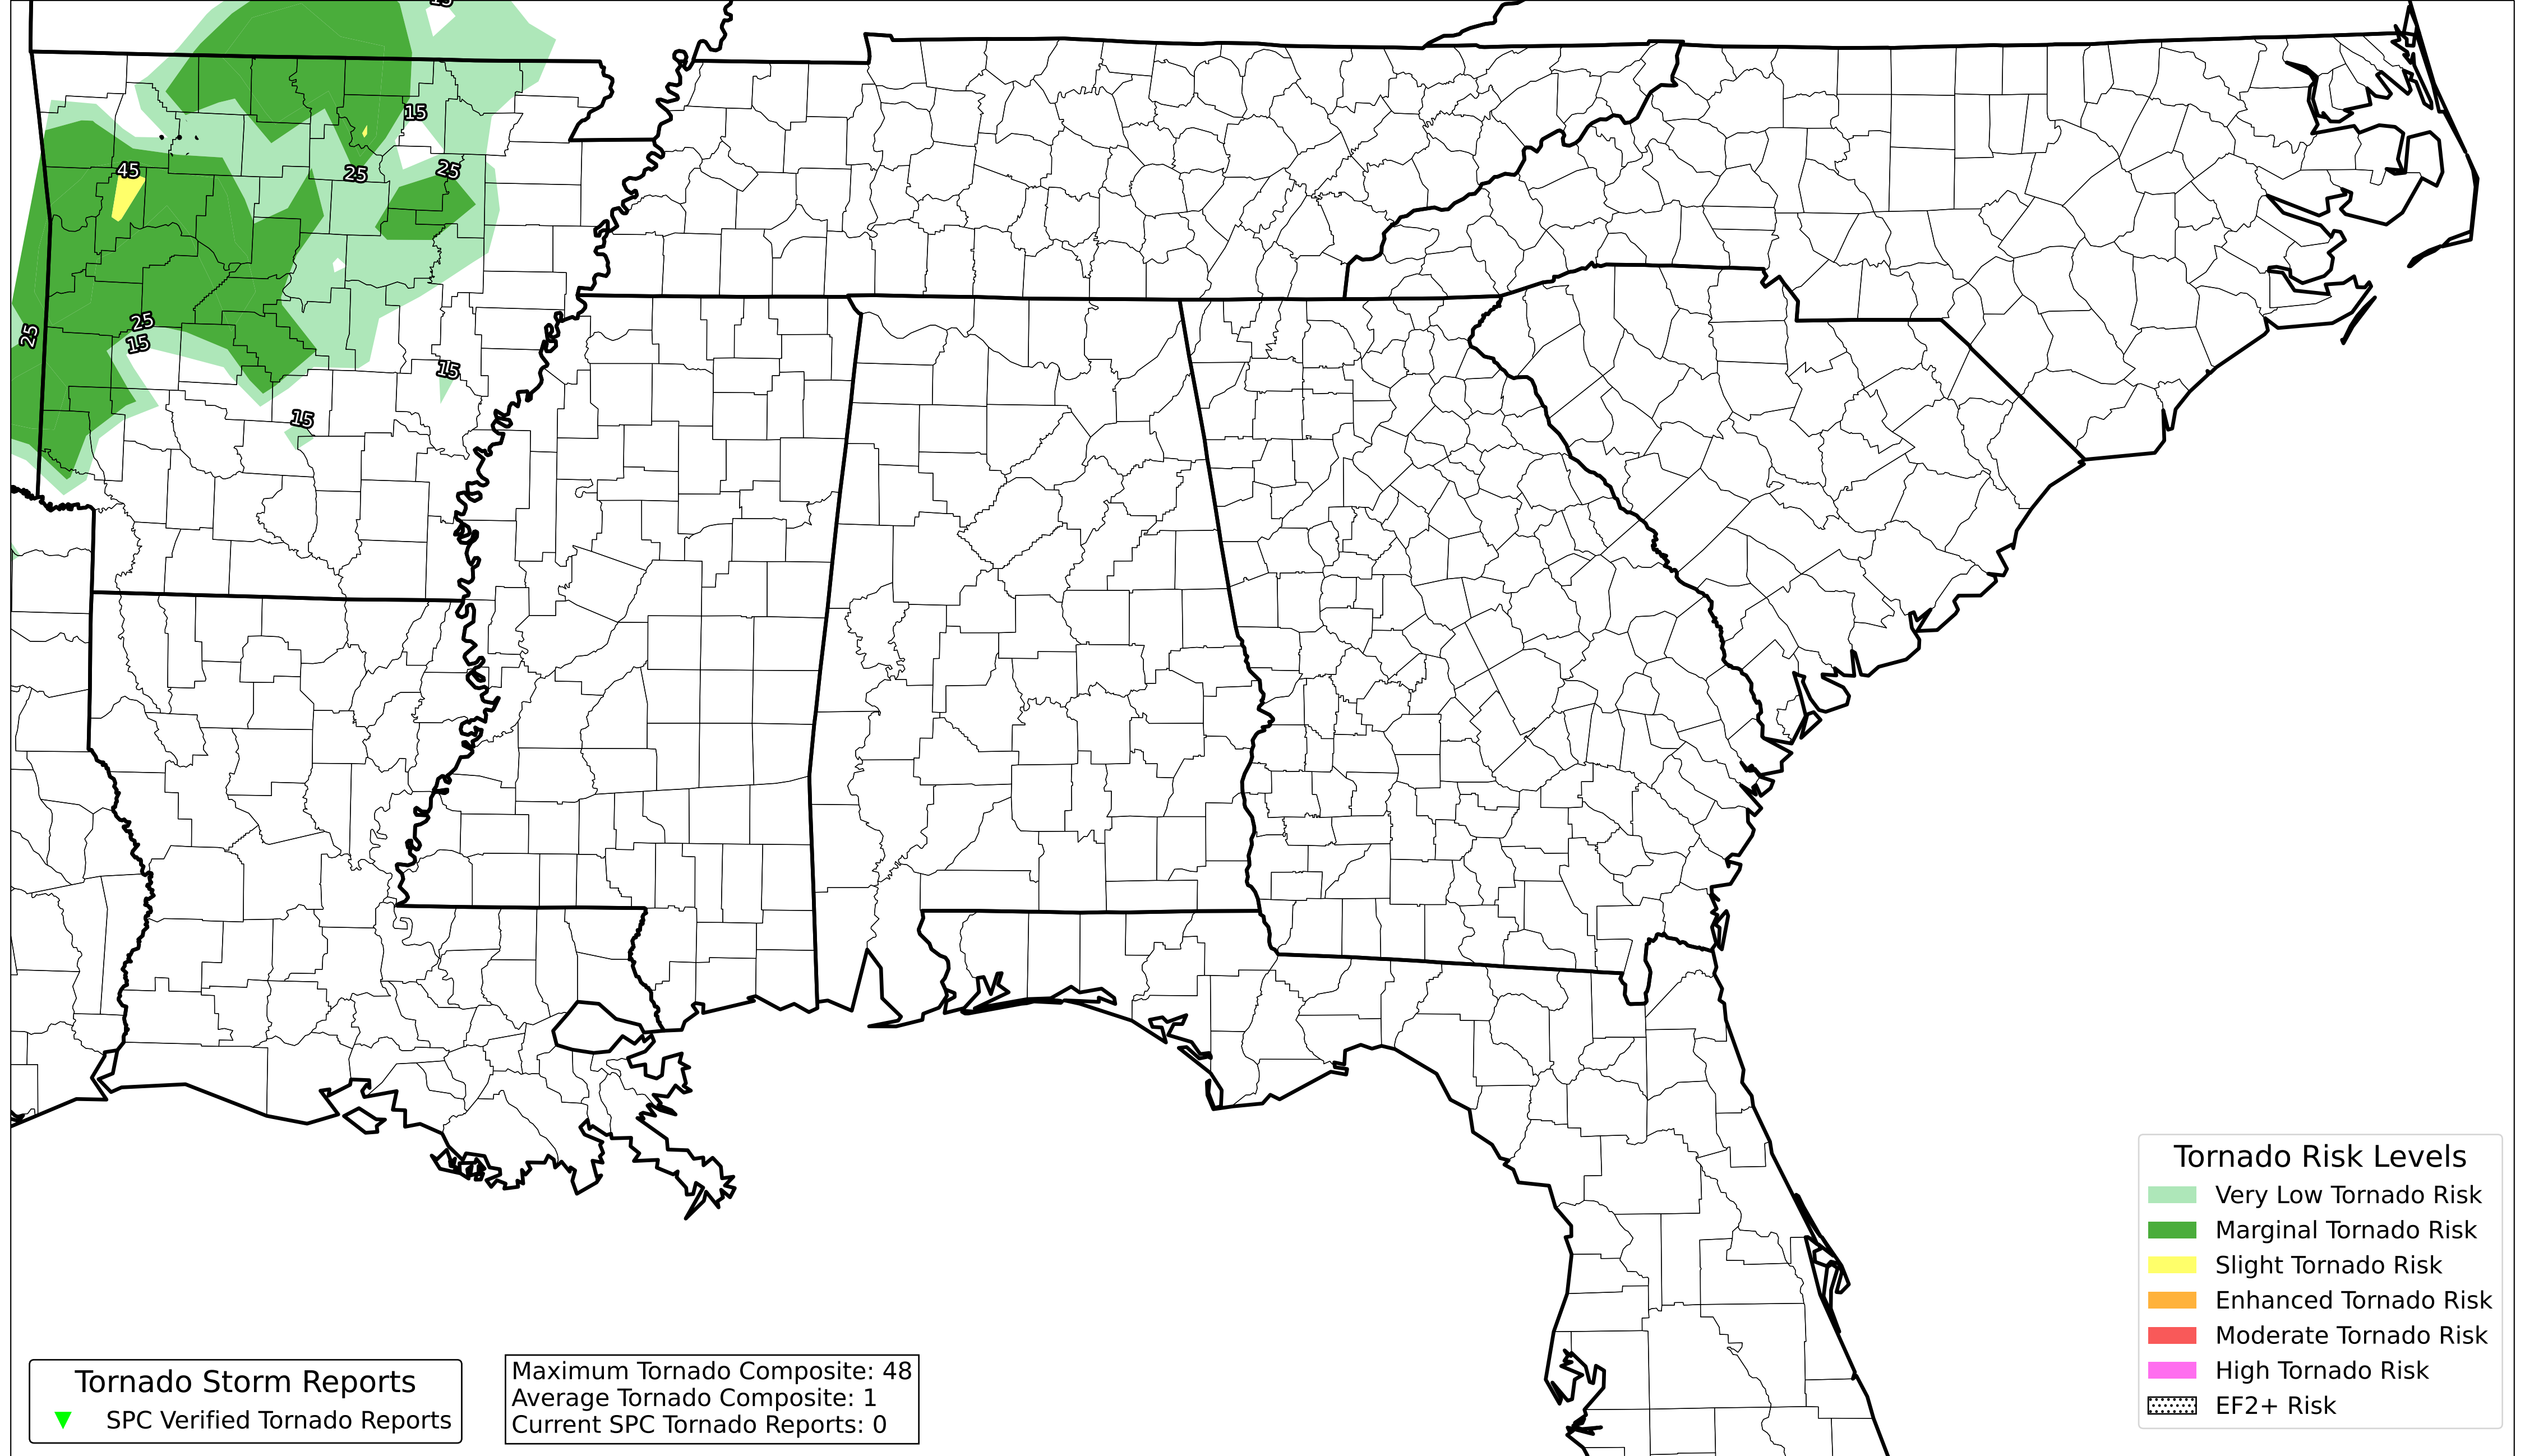 15
15
45
25
25
25
25
15
15
15
Tornado Risk Levels
Very Low Tornado Risk
Marginal Tornado Risk
Slight Tornado Risk
Enhanced Tornado Risk
Moderate Tornado Risk
High Tornado Risk
EF2+ Risk
Tornado Storm Reports
SPC Verified Tornado Reports
Maximum Tornado Composite: 48
Average Tornado Composite: 1
Current SPC Tornado Reports: 0